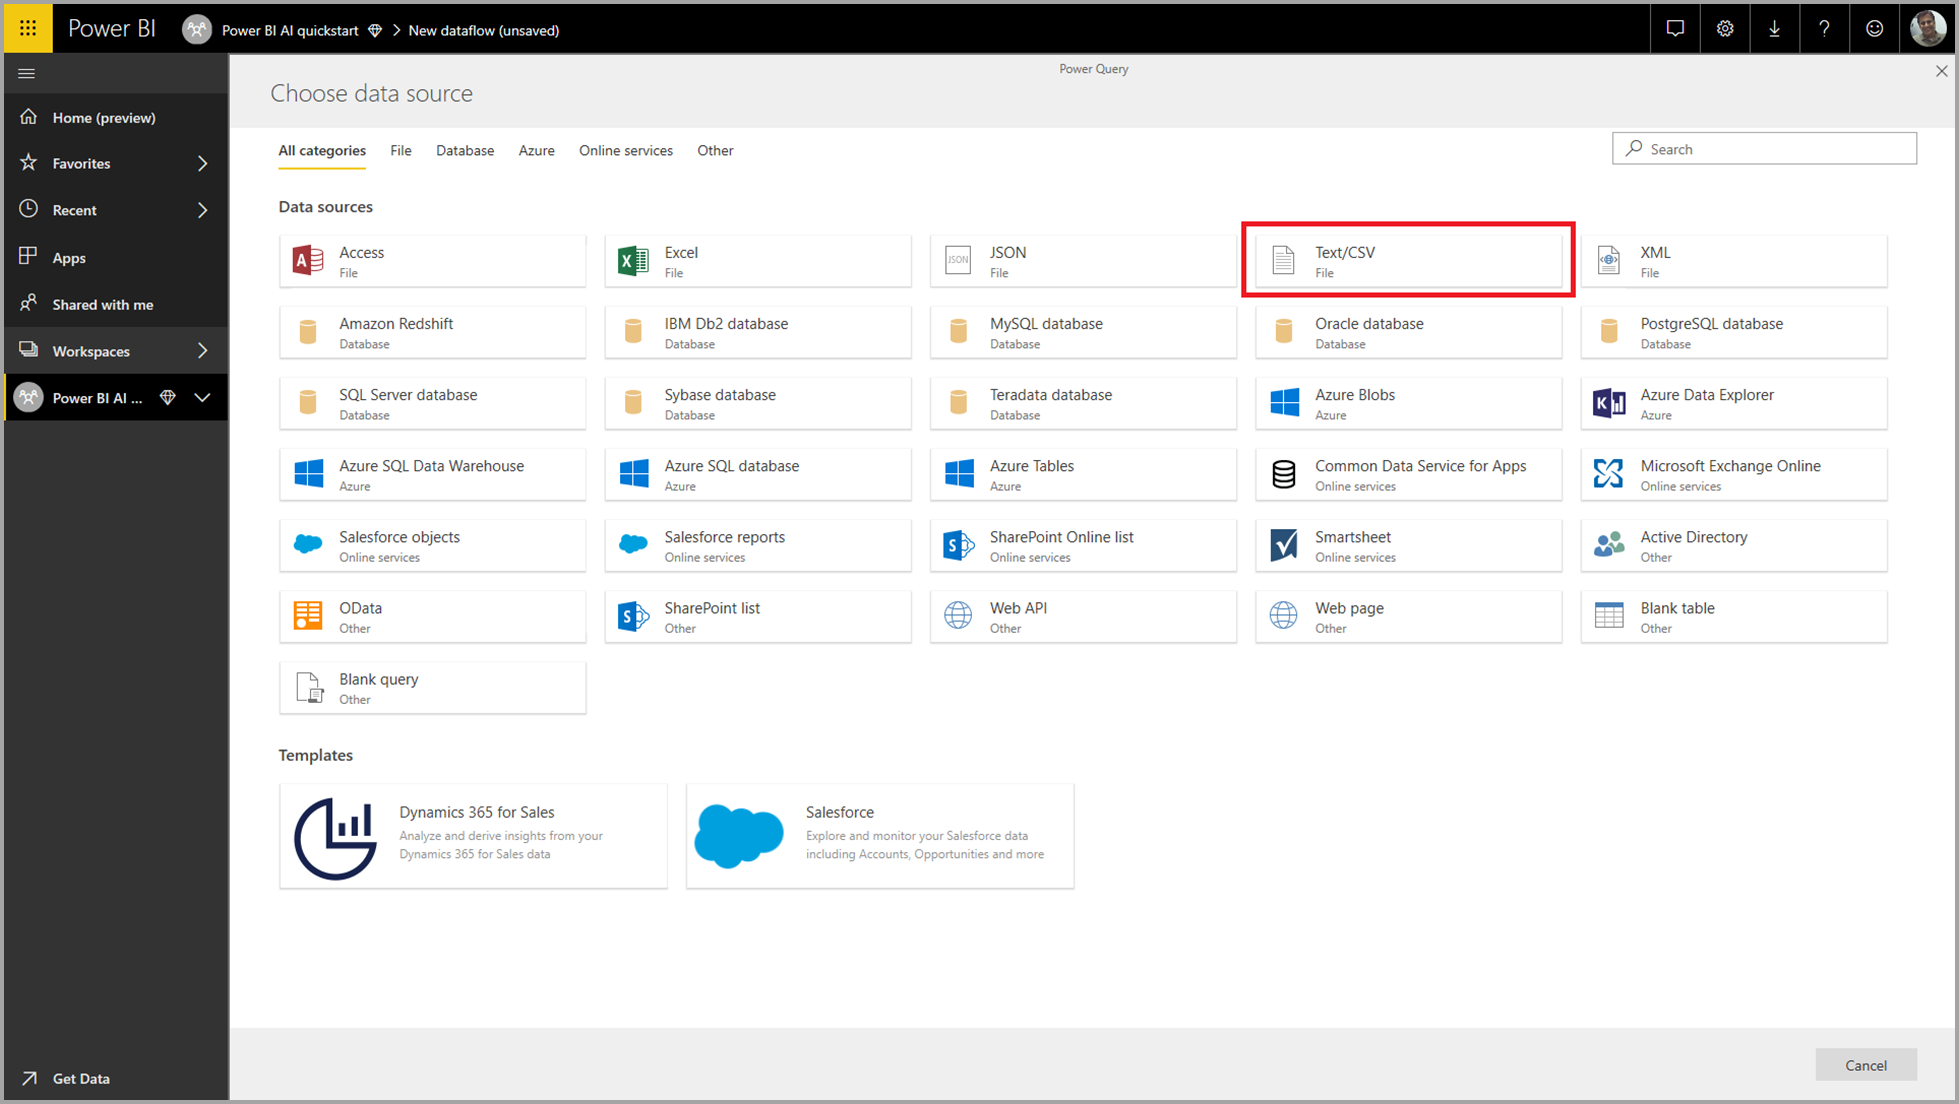 Power BI
Power BI AI quickstart > New dataflow (unsaved)
?
Power Query
Choose data source
Home (preview)
Favorites
Recent
Apps
Shared with me
Workspaces
Power BI AI ...
Get Data
All categories
File
Database
Azure
Online services
Other
Search
Data sources
A
Access
File
X
Excel
File
JSON
JSON
File
Text/CSV
File
XML
File
Amazon Redshift
Database
IBM Db2 database
Database
MySQL database
Database
Oracle database
Database
PostgreSQL database
Database
SQL Server database
Database
Sybase database
Database
Teradata database
Database
Azure Blobs
Azure
K
Azure Data Explorer
Azure
Azure SQL Data Warehouse
Azure
Azure SQL database
Azure
Azure Tables
Azure
Common Data Service for Apps
Online services
Microsoft Exchange Online
Online services
Salesforce objects
Online services
Salesforce reports
Online services
S
SharePoint Online list
Online services
Smartsheet
Online services
Active Directory
Other
OData
Other
S
SharePoint list
Other
Web API
Other
Web page
Other
Blank table
Other
Blank query
Other
Templates
Dynamics 365 for Sales
Analyze and derive insights from your
Dynamics 365 for Sales data
Salesforce
Explore and monitor your Salesforce data
including Accounts, Opportunities and more
Cancel